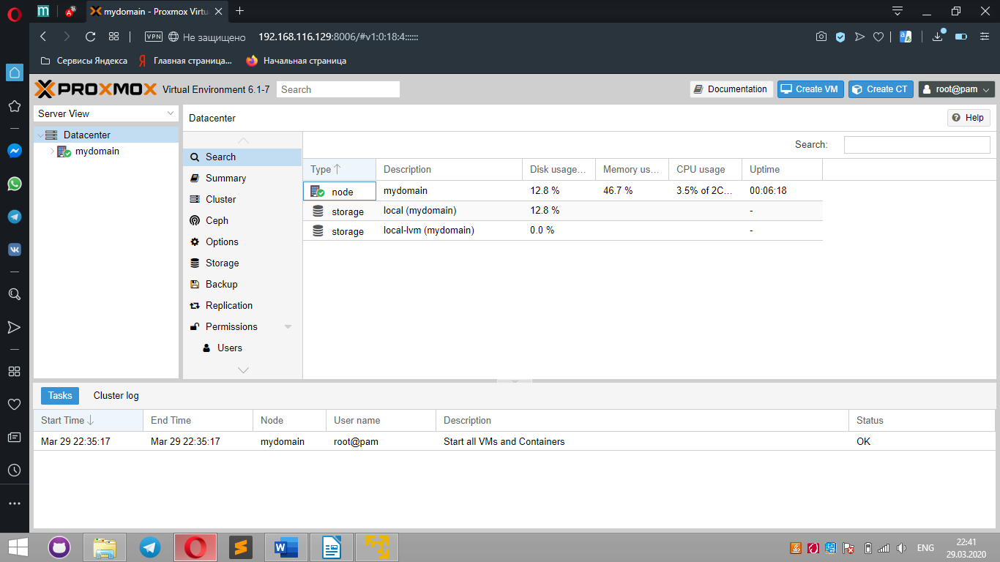 mydomain - Proxmox Virtu
VPN Не защищено 192.168.116.129:8006/#v1:0:18:4::::::
Сервисы Яндекса Главная страница... Начальная страница
PROXMOX Virtual Environment 6.1-7 Search Documentation Create VM Create CT root@pam
Server View
Datacenter
mydomain
Datacenter Help
Search
Summary
Cluster
Ceph
Options
Storage
Backup
Replication
Permissions
Users
Search:
Type Description Disk usage... Memory us... CPU usage Uptime
node mydomain 12.8 % 46.7 % 3.5% of 2C... 00:06:18
storage local (mydomain) 12.8 % -
storage local-lvm (mydomain) 0.0 % -
Tasks Cluster log
Start Time End Time Node User name Description Status
Mar 29 22:35:17 Mar 29 22:35:17 mydomain root@pam Start all VMs and Containers OK
ENG 22:41
29.03.2020